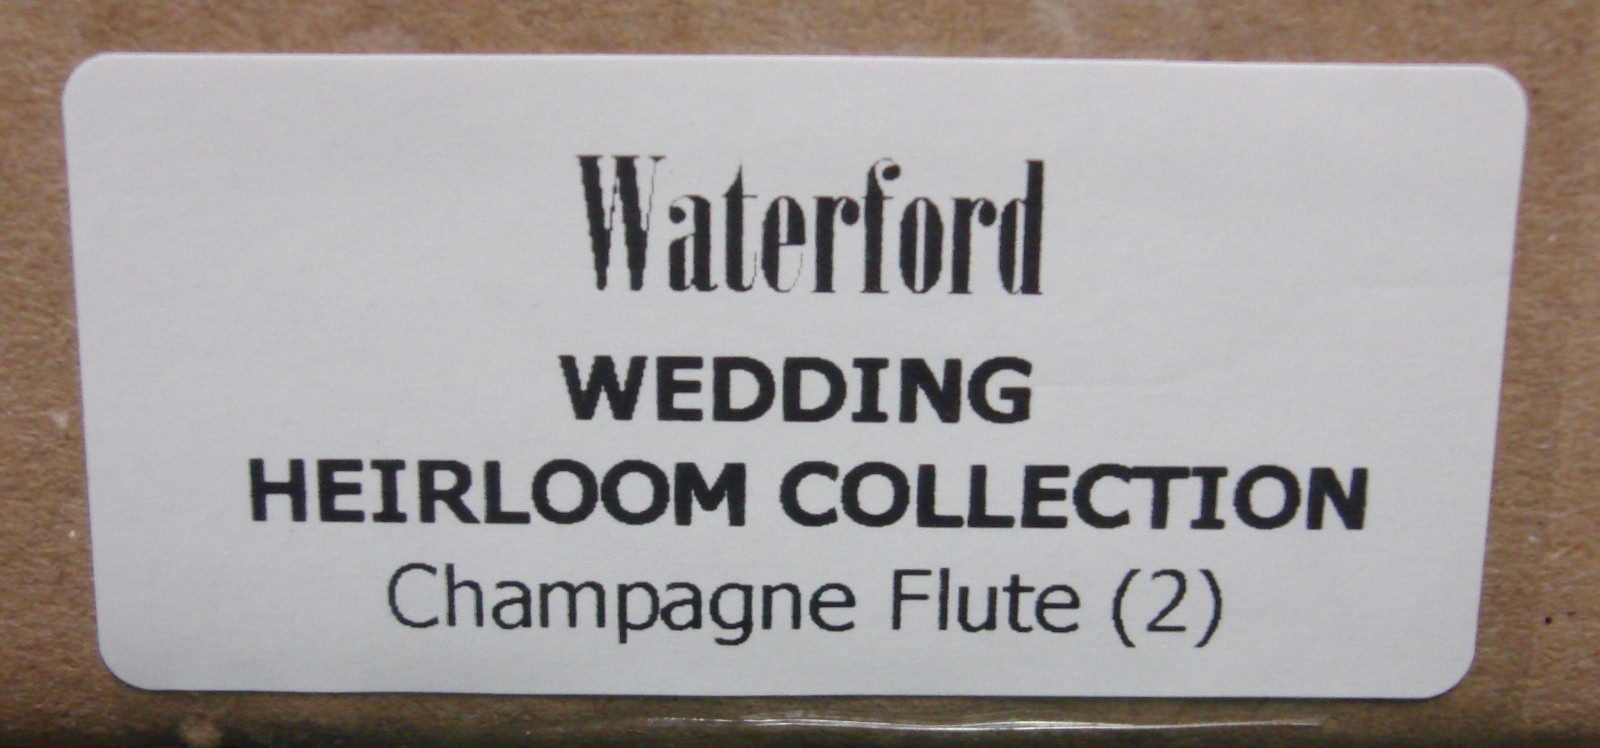 Waterford
WEDDING
HEIRLOOM COLLECTION
Champagne Flute (2)